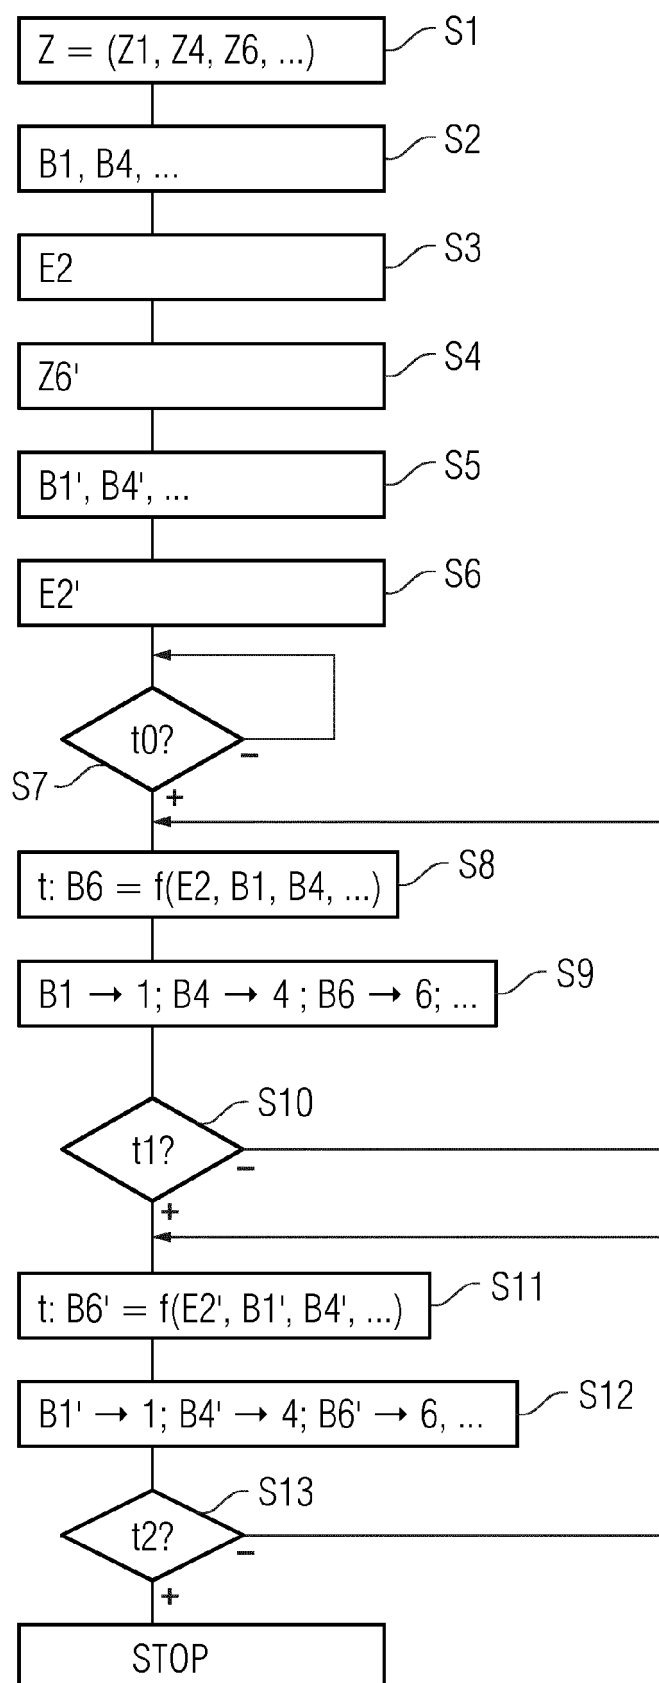 Z = (Z1, Z4, Z6, ...)
S1
B1, B4, ...
S2
E2
S3
Z6'
S4
B1', B4', ...
S5
E2'
S6
t0?
–
S7
+
t: B6 = f(E2, B1, B4, ...)
S8
B1 → 1; B4 → 4 ; B6 → 6; ...
S9
S10
t1?
–
+
t: B6' = f(E2', B1', B4', ...)
S11
B1' → 1; B4' → 4; B6' → 6, ...
S12
S13
t2?
–
+
STOP